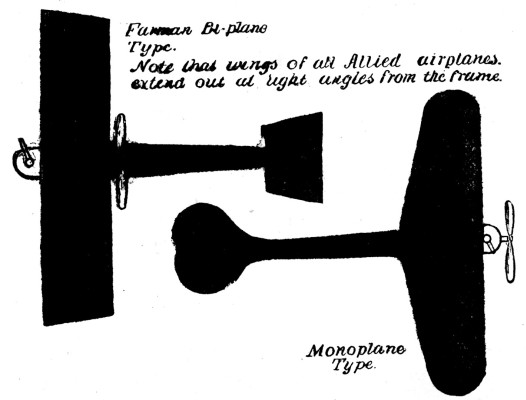 Farman Bi-plane
Type.
Note that wings of all Allied airplanes.
extend out at right angles from the frame.
Monoplane
Type.